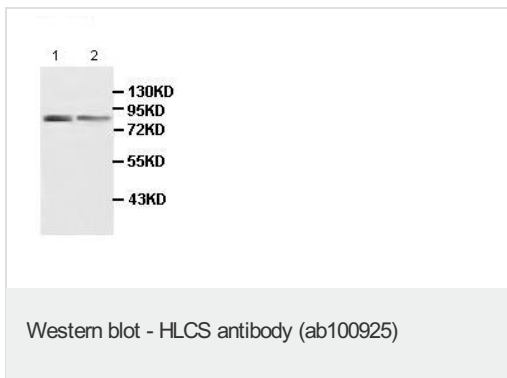 1 2
130KD
95KD
72KD
55KD
43KD
Western blot - HLCS antibody (ab100925)